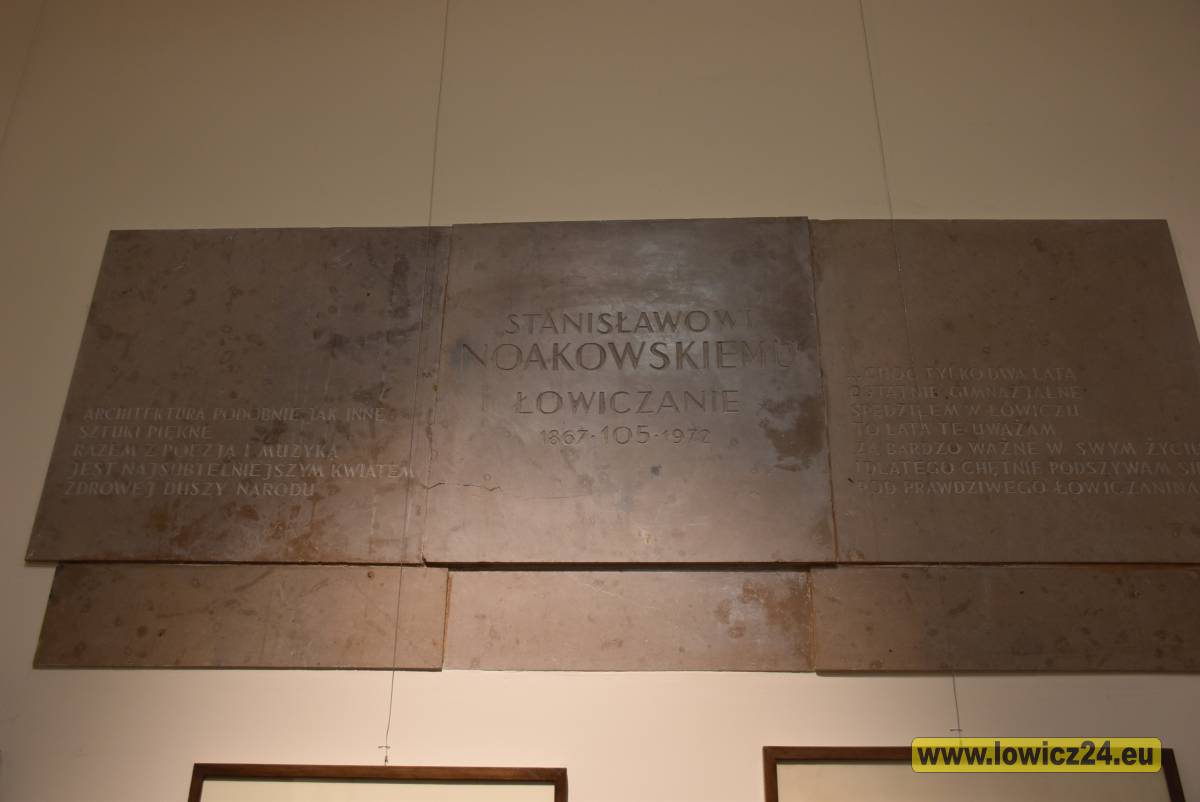 ARCHITEKTURA PODOBNIE JAK INNE
SZTUKI PIĘKNE
RAZEM Z POEZJĄ I MUZYKĄ
JEST NAJSUBTELNIEJSZYM KWIATEM
ZDROWEJ DUSZY NARODU
STANISŁAWOWI
NOAKOWSKIEMU
ŁOWICZANIE
1867·105·1972
CHOĆ TYLKO DWA LATA
OSTATNIE GIMNAZJALNE
SPĘDZIŁEM W ŁOWICZU
TO LATA TE UWAŻAM
ZA BARDZO WAŻNE W SWYM ŻYCIU
I DLATEGO CHĘTNIE PODSZYWAM
POD PRAWDZIWEGO ŁOWICZANINA
www.lowicz24.eu